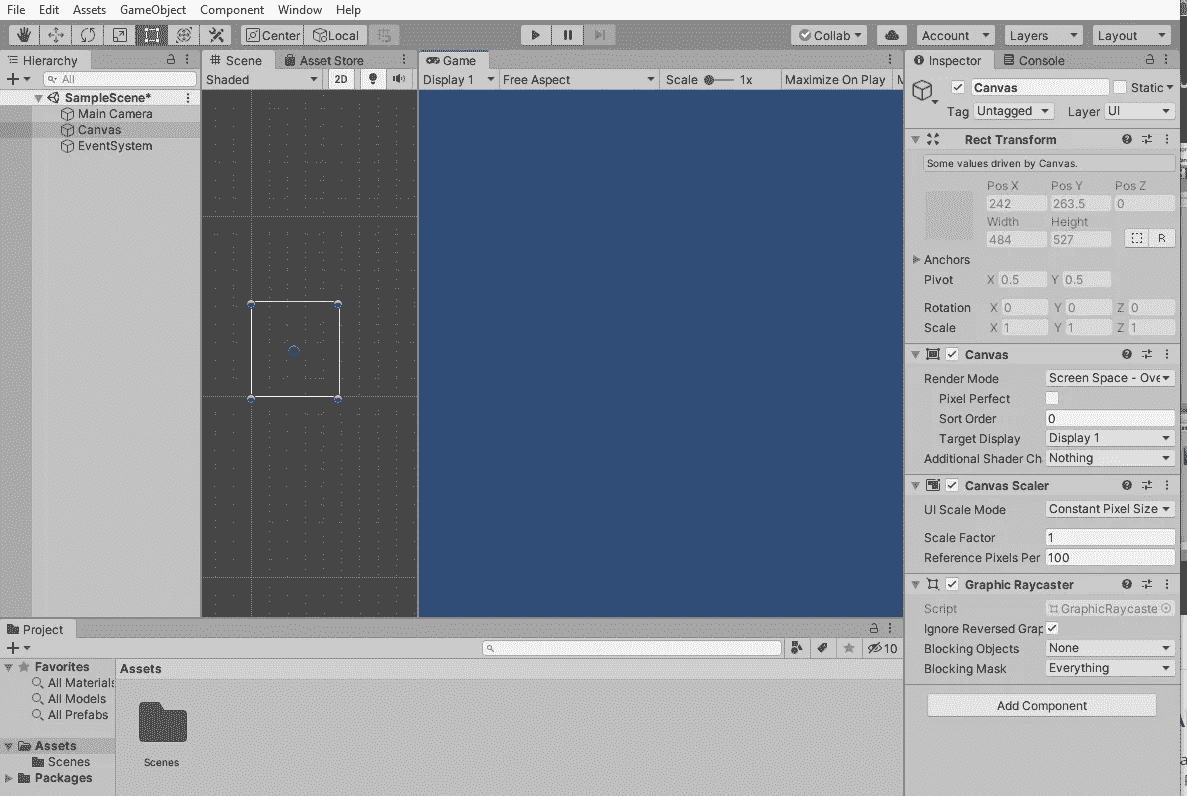 File Edit Assets GameObject Component Window Help
Center Local Collab Account Layers Layout
Hierarchy
All
SampleScene*
Main Camera
Canvas
EventSystem
Scene Asset Store
Shaded 2D
Game
Display 1 Free Aspect Scale 1x Maximize On Play M
Inspector Console
Canvas Static
Tag Untagged Layer UI
Rect Transform
Some values driven by Canvas.
Pos X Pos Y Pos Z
242 263.5 0
Width Height
484 527
R
Anchors
Pivot X 0.5 Y 0.5
Rotation X 0 Y 0 Z 0
Scale X 1 Y 1 Z 1
Canvas
Render Mode Screen Space - Ove
Pixel Perfect
Sort Order 0
Target Display Display 1
Additional Shader Ch Nothing
Canvas Scaler
UI Scale Mode Constant Pixel Size
Scale Factor 1
Reference Pixels Per 100
Graphic Raycaster
Script GraphicRaycaste
Ignore Reversed Grap
Blocking Objects None
Blocking Mask Everything
Add Component
Project
10
Favorites
All Materials
All Models
All Prefabs
Assets
Scenes
Packages
Assets
Scenes